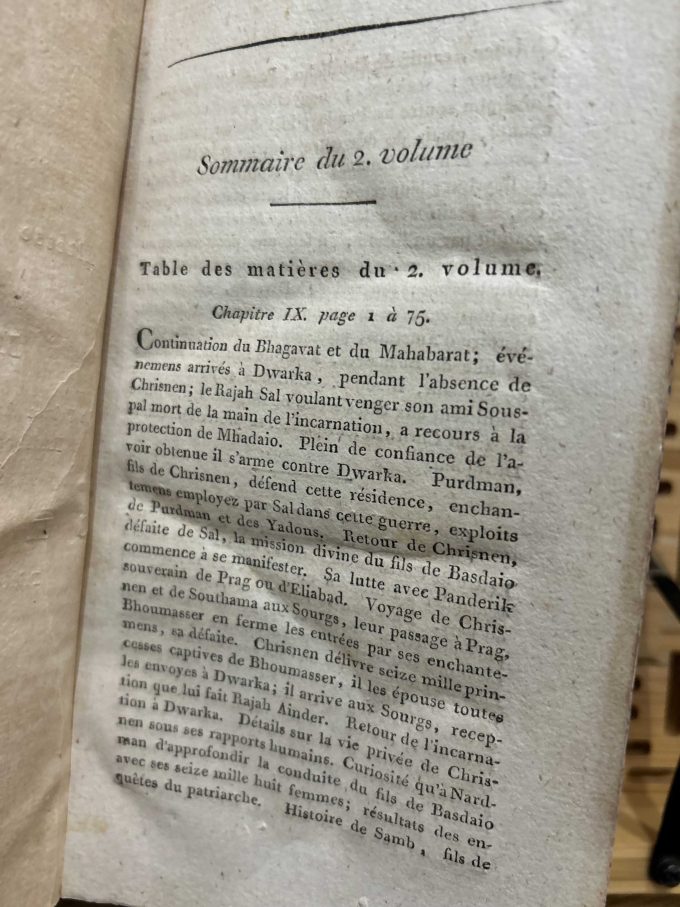 Sommaire du 2. volume
Table des matières du 2. volume.
Chapitre IX. page 1 à 75.
Continuation du Bhagavat et du Mahabarat; évé-
nemens arrivés à Dwarka, pendant l'absence de
Chrisnen; le Rajah Sal voulant venger son ami Sous-
pal mort de la main de l'incarnation, a recours à la
protection de Mhadaio. Plein de confiance de l'a-
voir obtenue il s'arme contre Dwarka. Purdman,
fils de Chrisnen, défend cette résidence, enchan-
temens employez par Sal dans cette guerre, exploits
de Purdman et des Yadous. Retour de Chrisnen,
défaite de Sal, la mission divine du fils de Basdaio
commence à se manifester. Sa lutte avec Panderik
souverain de Prag ou d'Eliabad. Voyage de Chris-
nen et de Southama aux Sourgs, leur passage à Prag,
Bhoumasser en ferme les entrées par ses enchante-
mens, sa défaite. Chrisnen délivre seize mille prin-
cesses captives de Bhoumasser, il les épouse toutes
les envoyes à Dwarka; il arrive aux Sourgs, recep-
tion que lui fait Rajah Ainder. Retour de l'incarna-
tion à Dwarka. Détails sur la vie privée de Chris-
nen sous ses rapports humains. Curiosité qu'à Nard-
man d'approfondir la conduite du fils de Basdaio
avec ses seize mille huit femmes; résultats des en-
quètes du patriarche. Histoire de Samb, fils de